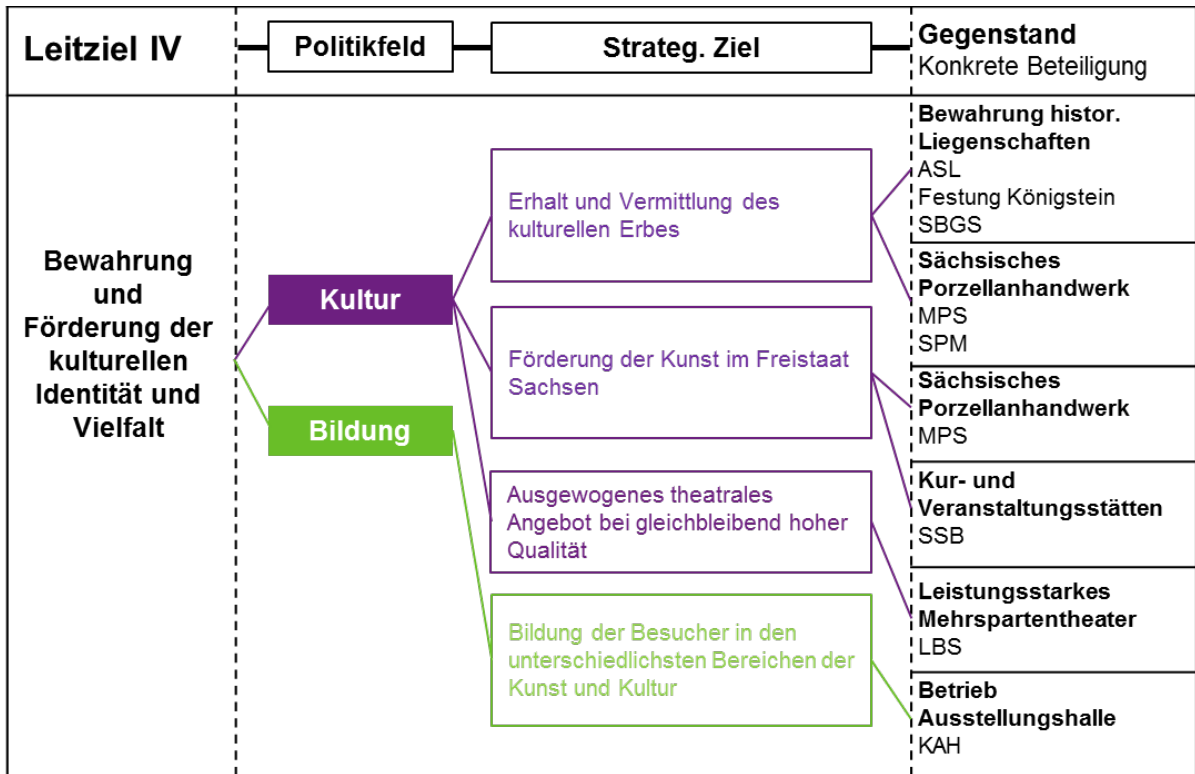 Leitziel IV
Politikfeld
Strateg. Ziel
Gegenstand
Konkrete Beteiligung
Bewahrung
und
Förderung der
kulturellen
Identität und
Vielfalt
Kultur
Bildung
Erhalt und Vermittlung des
kulturellen Erbes
Förderung der Kunst im Freistaat
Sachsen
Ausgewogenes theatrales
Angebot bei gleichbleibend hoher
Qualität
Bildung der Besucher in den
unterschiedlichsten Bereichen der
Kunst und Kultur
Bewahrung histor.
Liegenschaften
ASL
Festung Königstein
SBGS
Sächsisches
Porzellanhandwerk
MPS
SPM
Sächsisches
Porzellanhandwerk
MPS
Kur- und
Veranstaltungsstätten
SSB
Leistungsstarkes
Mehrspartentheater
LBS
Betrieb
Ausstellungshalle
KAH